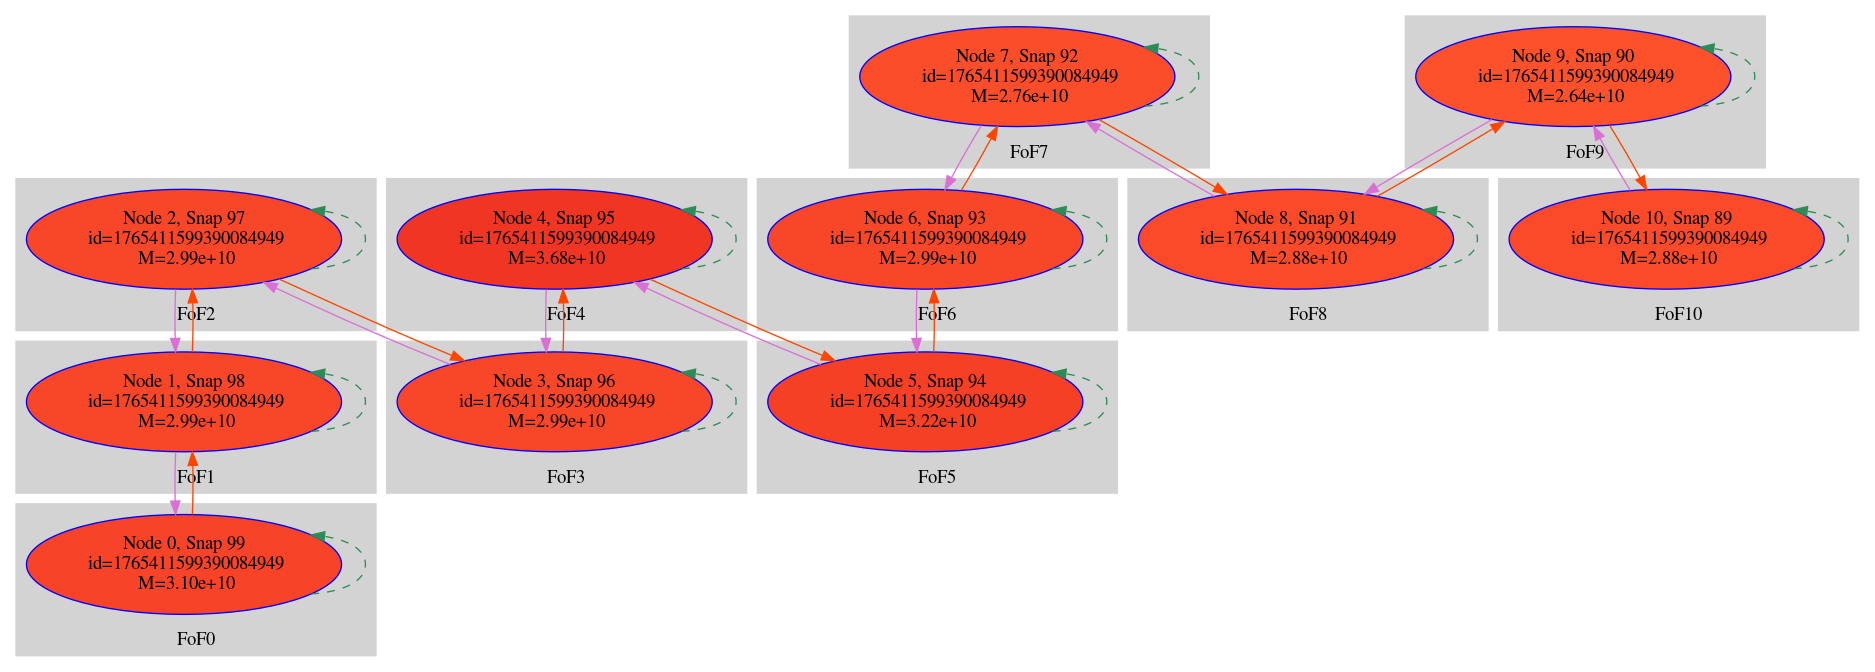 Node 7, Snap 92
id=1765411599390084949
M=2.76e+10
FoF7
Node 9, Snap 90
id=1765411599390084949
M=2.64e+10
FoF9
Node 2, Snap 97
id=1765411599390084949
M=2.99e+10
FoF2
Node 4, Snap 95
id=1765411599390084949
M=3.68e+10
FoF4
Node 6, Snap 93
id=1765411599390084949
M=2.99e+10
FoF6
Node 8, Snap 91
id=1765411599390084949
M=2.88e+10
FoF8
Node 10, Snap 89
id=1765411599390084949
M=2.88e+10
FoF10
Node 1, Snap 98
id=1765411599390084949
M=2.99e+10
FoF1
Node 3, Snap 96
id=1765411599390084949
M=2.99e+10
FoF3
Node 5, Snap 94
id=1765411599390084949
M=3.22e+10
FoF5
Node 0, Snap 99
id=1765411599390084949
M=3.10e+10
FoF0